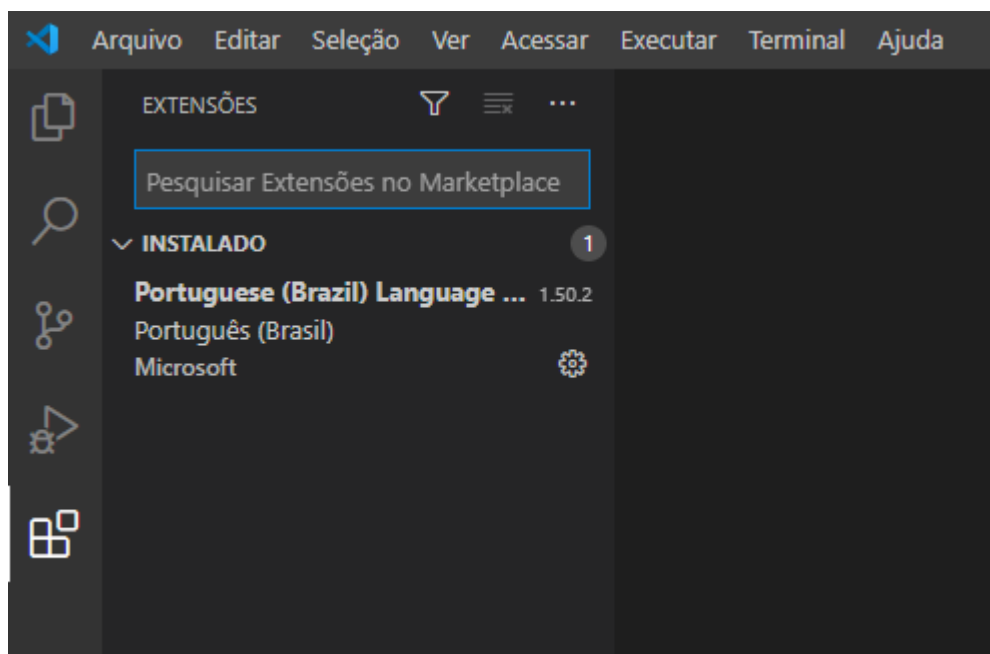 Arquivo Editar Seleção Ver Acessar Executar Terminal Ajuda
EXTENSÕES
Pesquisar Extensões no Marketplace
INSTALADO 1
Portuguese (Brazil) Language ... 1.50.2
Português (Brasil)
Microsoft